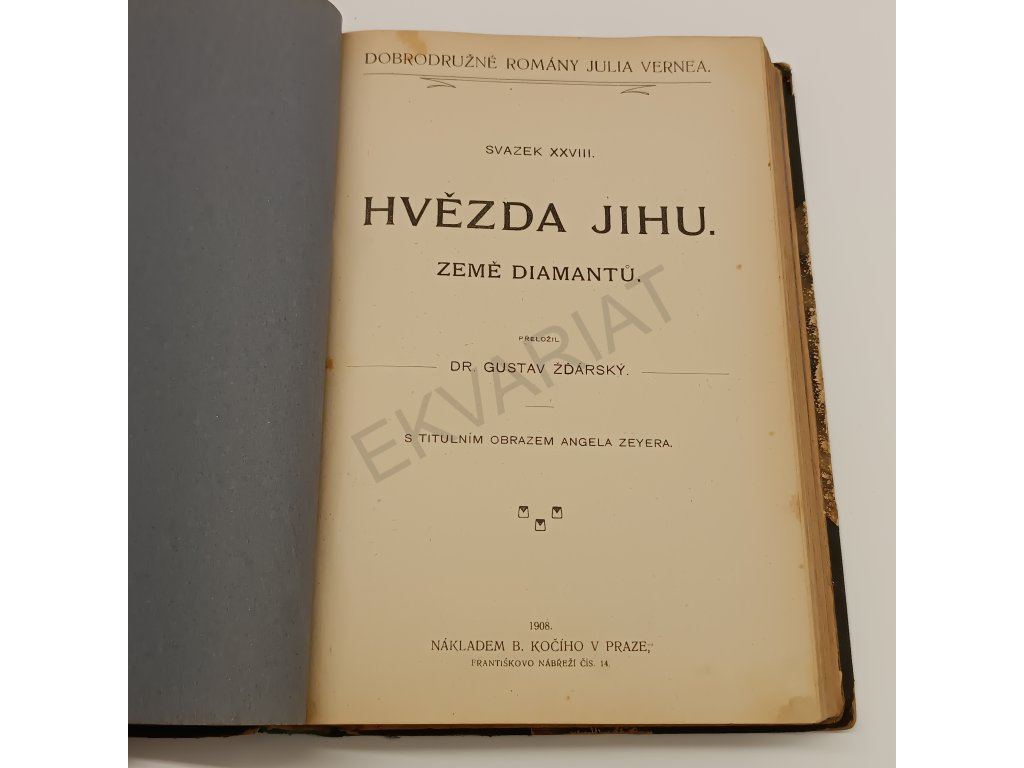 DOBRODRUŽNÉ ROMÁNY JULIA VERNEA.
SVAZEK XXVIII.
HVĚZDA JIHU.
ZEMĚ DIAMANTŮ.
PŘELOŽIL
DR. GUSTAV ŽĎÁRSKÝ.
S TITULNÍM OBRAZEM ANGELA ZEYERA.
1908.
NÁKLADEM B. KOČÍHO V PRAZE,
FRANTIŠKOVO NÁBŘEŽÍ ČÍS. 14.
EKVARIAT